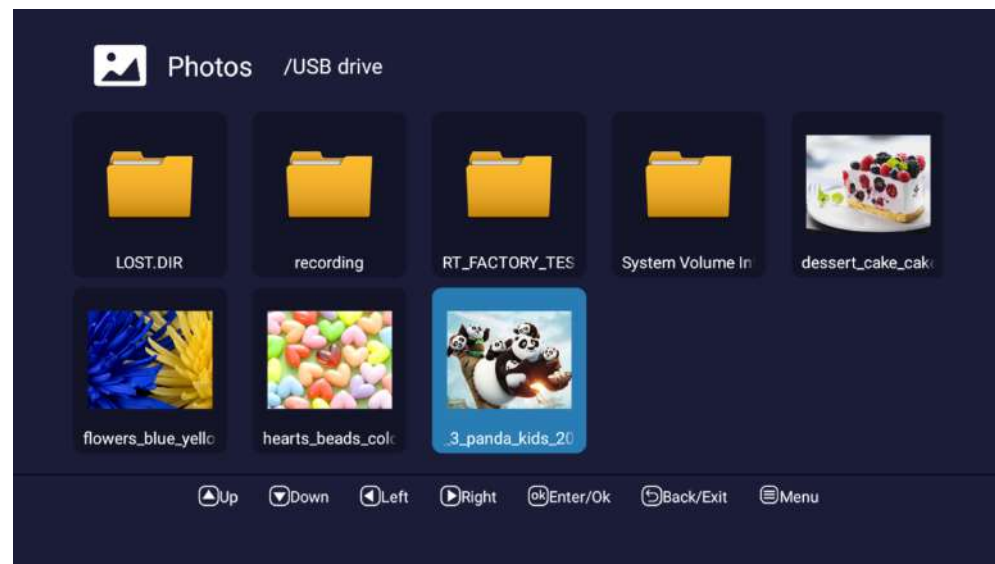 Photos /USB drive
LOST.DIR
recording
RT_FACTORY_TES
System Volume In
dessert_cake_cak
flowers_blue_yello
hearts_beads_col
_3_panda_kids_20
Up Down Left Right ok Enter/Ok Back/Exit Menu